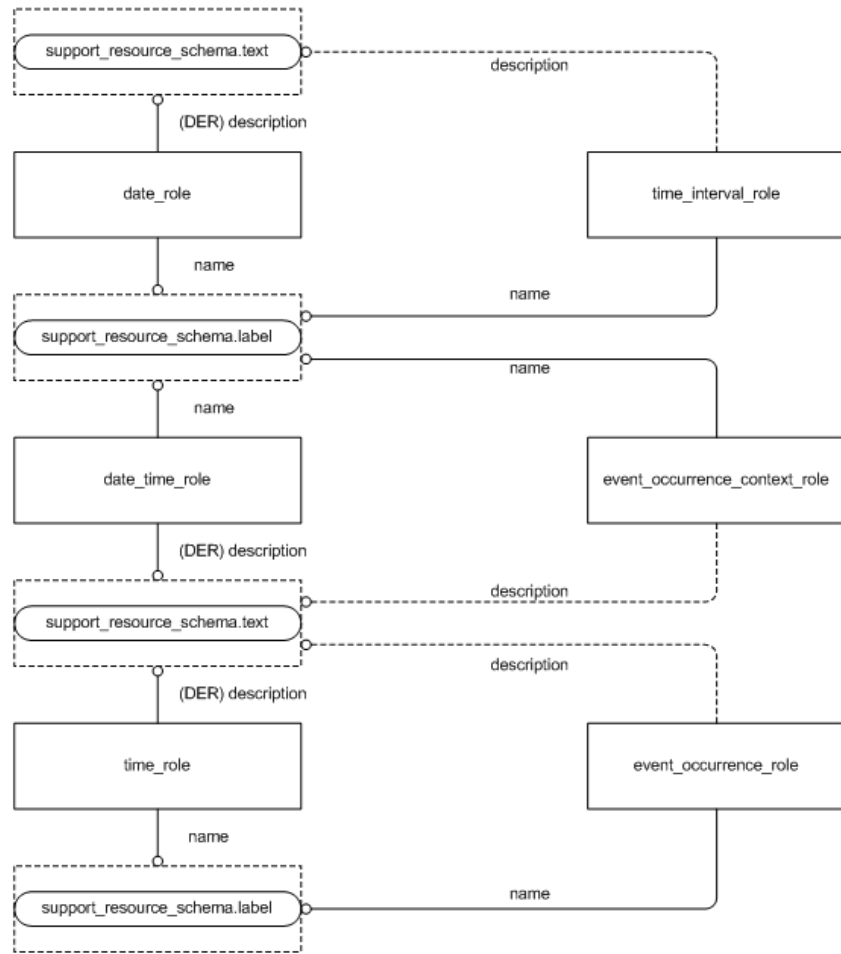 support_resource_schema.text
description
(DER) description
date_role
time_interval_role
name
name
support_resource_schema.label
name
name
date_time_role
event_occurrence_context_role
(DER) description
description
support_resource_schema.text
description
(DER) description
time_role
event_occurrence_role
name
name
support_resource_schema.label